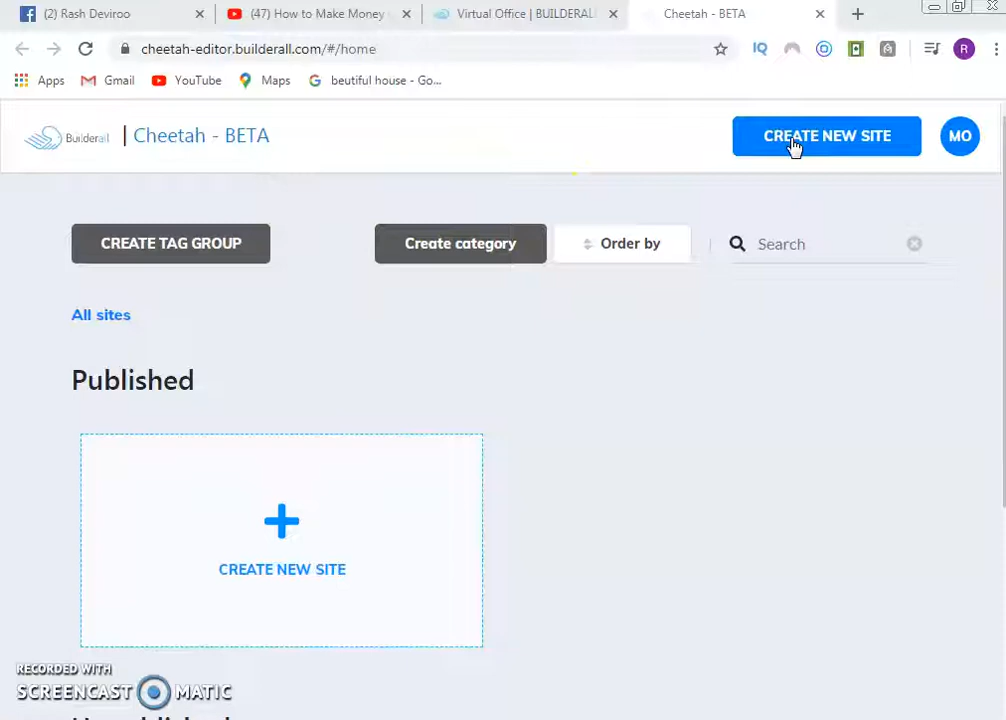 (2) Rash Deviroo
(47) How to Make Money
Virtual Office | BUILDERALL
Cheetah - BETA
cheetah-editor.builderall.com/#/home
IQ
R
Apps
Gmail
YouTube
Maps
beutiful house - Go...
Builderall
Cheetah - BETA
CREATE NEW SITE
MO
CREATE TAG GROUP
Create category
Order by
Search
All sites
Published
CREATE NEW SITE
RECORDED WITH
SCREENCAST MATIC